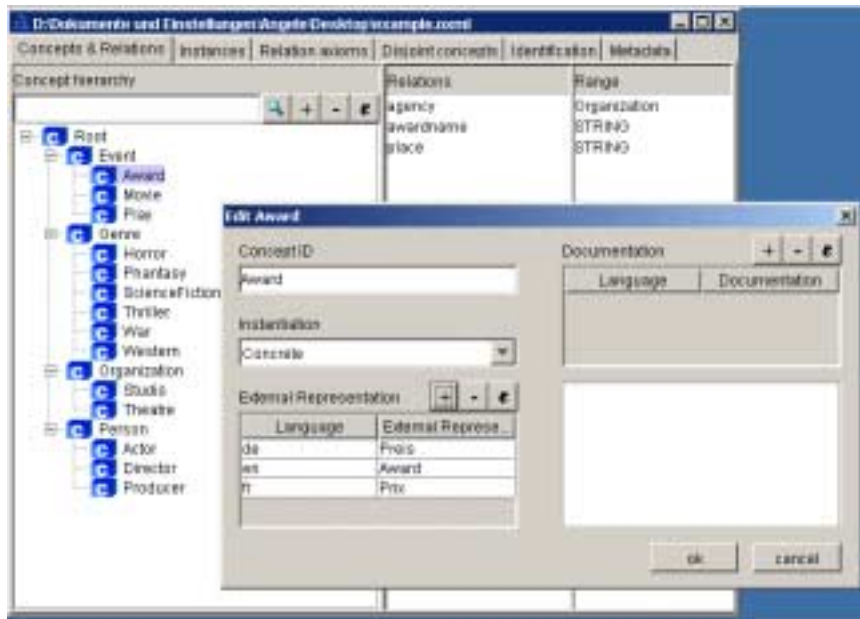 D:\Dokumente und Einstellungen\Angele\Desktop\example.oxml
Concepts & Relations Instances Relation axioms Disjoint concepts Identification Metadata
Concept hierarchy
Relations Range
+ -
agency Organization
awardname STRING
place STRING
Root
Event
Award
Movie
Play
Genre
Horror
Phantasy
ScienceFiction
Thriller
War
Western
Organization
Studio
Theatre
Person
Actor
Director
Producer
Edit Award
Concept ID
Award
Instantiation
Concrete
External Representation + -
Language External Represe...
de Preis
en Award
fr Prix
Documentation + -
Language Documentation
ok cancel